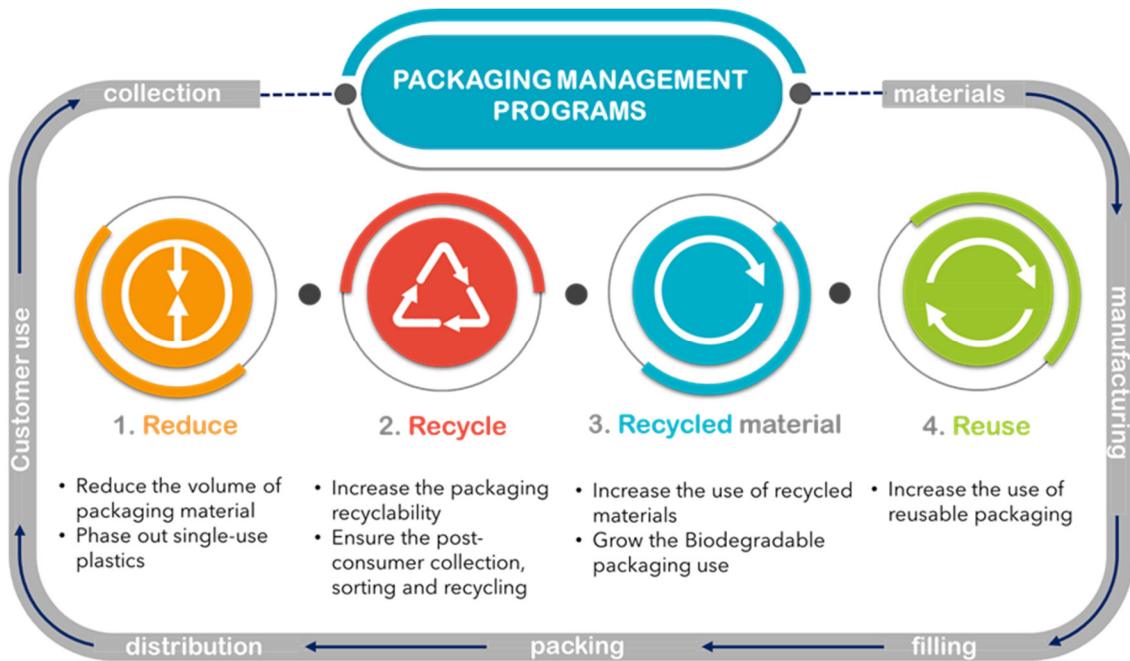 PACKAGING MANAGEMENT
PROGRAMS
collection
materials
Customer use
manufacturing
1. Reduce
2. Recycle
3. Recycled material
4. Reuse
• Reduce the volume of
packaging material
• Phase out single-use
plastics
• Increase the packaging
recyclability
• Ensure the post-
consumer collection,
sorting and recycling
• Increase the use of recycled
materials
• Grow the Biodegradable
packaging use
• Increase the use of
reusable packaging
distribution
packing
filling